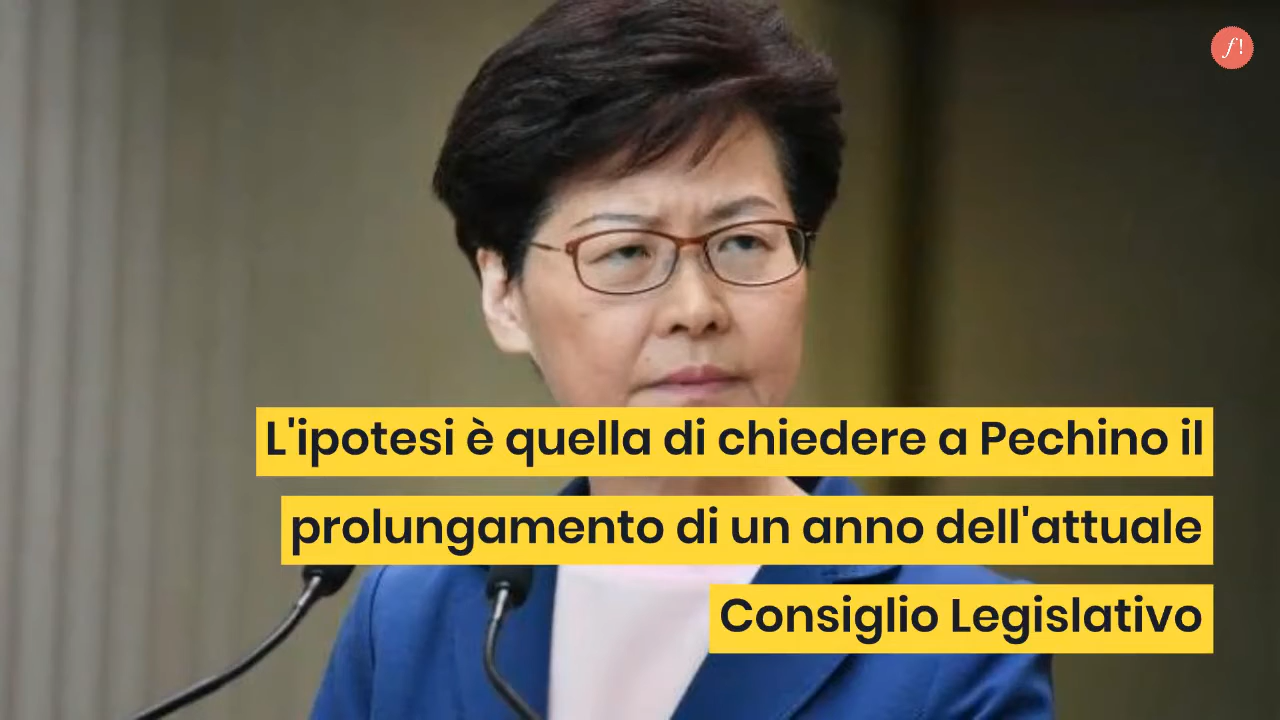 f!
L'ipotesi è quella di chiedere a Pechino il
prolungamento di un anno dell'attuale
Consiglio Legislativo